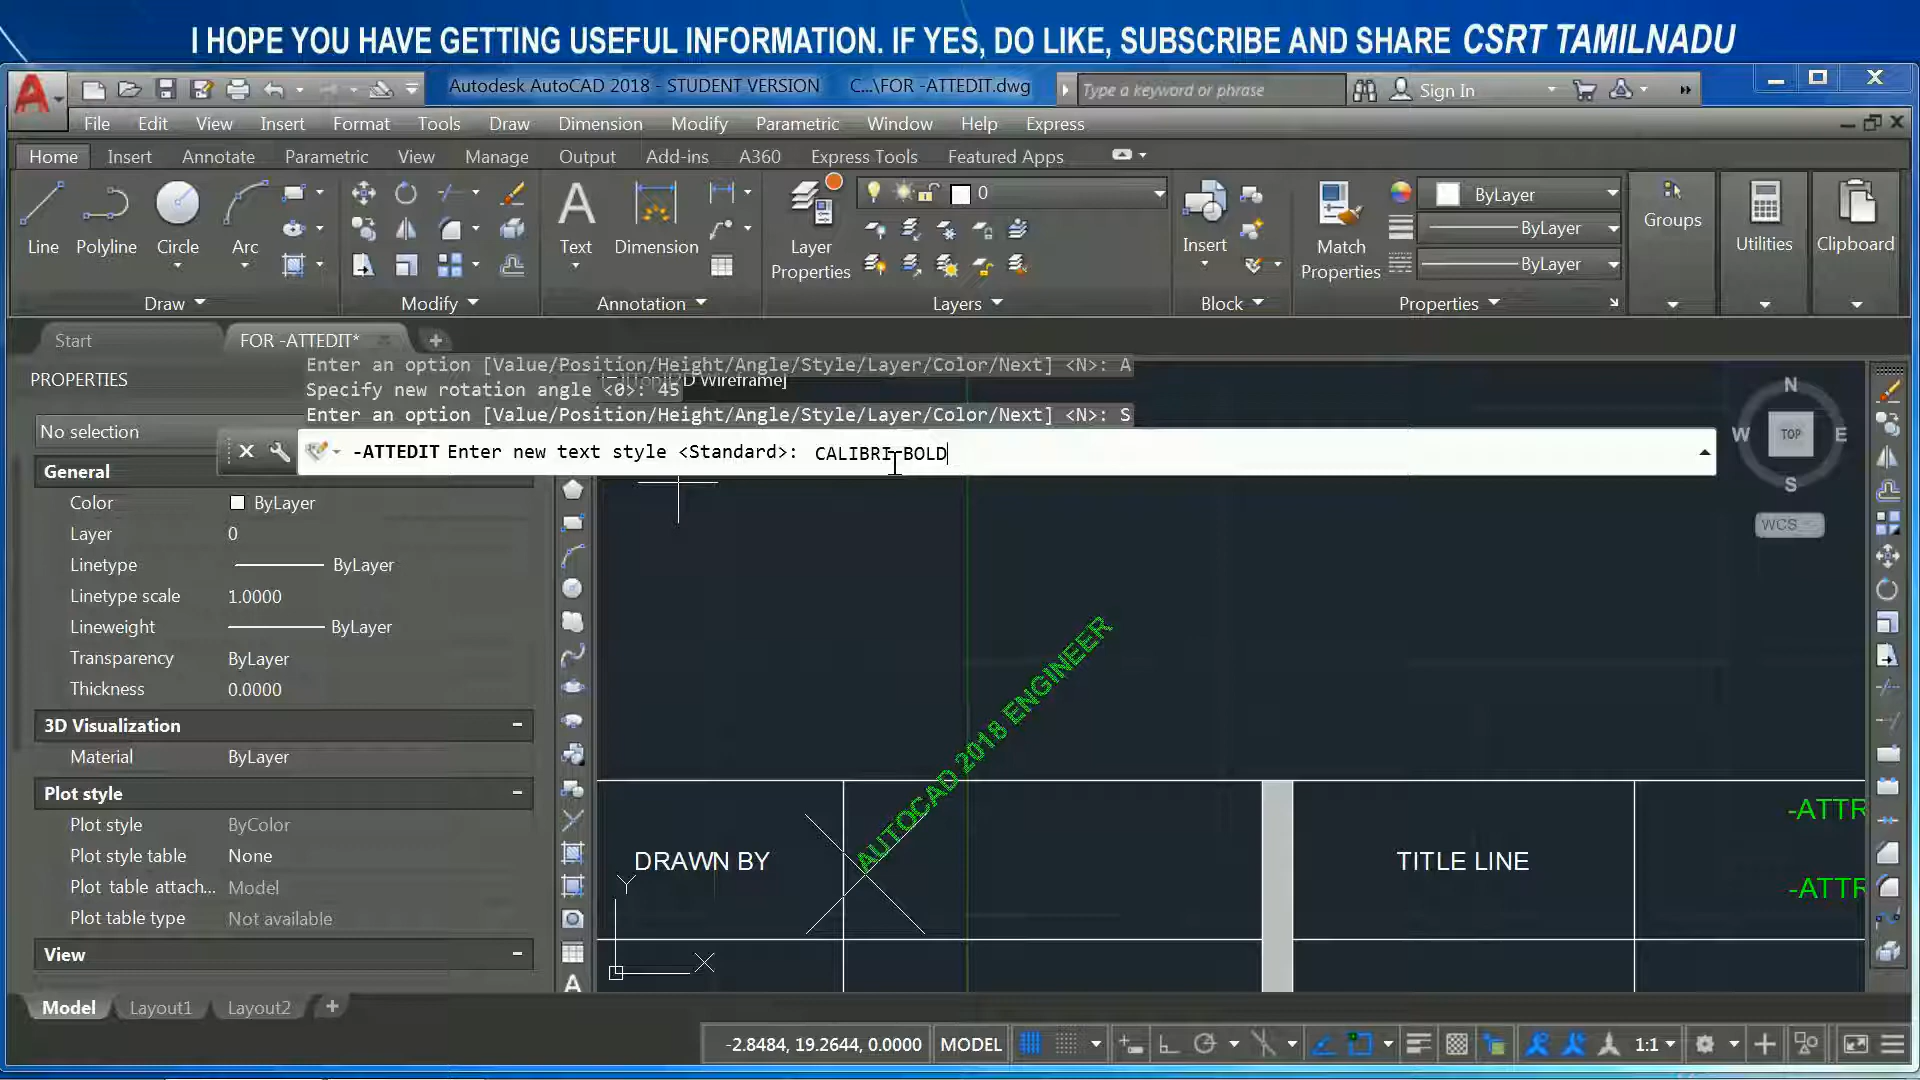 I HOPE YOU HAVE GETTING USEFUL INFORMATION. IF YES, DO LIKE, SUBSCRIBE AND SHARE CSRT TAMILNADU
Autodesk AutoCAD 2018 - STUDENT VERSION C...\FOR -ATTEDIT.dwg
Type a keyword or phrase
Sign In
File Edit View Insert Format Tools Draw Dimension Modify Parametric Window Help Express
Home Insert Annotate Parametric View Manage Output Add-ins A360 Express Tools Featured Apps
0
ByLayer
Line Polyline Circle Arc
Text Dimension
Layer Properties
Insert
Match Properties
ByLayer
ByLayer
Groups
Utilities
Clipboard
Draw Modify Annotation Layers Block Properties
Start FOR -ATTEDIT*
PROPERTIES
No selection
Enter an option [Value/Position/Height/Angle/Style/Layer/Color/Next] <N>: A
Specify new rotation angle <0>: 45
D Wireframe]
Enter an option [Value/Position/Height/Angle/Style/Layer/Color/Next] <N>: S
-ATTEDIT Enter new text style <Standard>: CALIBRI-BOLD
General
Color ByLayer
Layer 0
Linetype ByLayer
Linetype scale 1.0000
Lineweight ByLayer
Transparency ByLayer
Thickness 0.0000
3D Visualization
Material ByLayer
Plot style
Plot style ByColor
Plot style table None
Plot table attach... Model
Plot table type Not available
View
N
W TOP E
S
WCS
AUTOCAD 2018 ENGINEER
DRAWN BY
TITLE LINE
-ATTR
-ATTR
Y
X
Model Layout1 Layout2
-2.8484, 19.2644, 0.0000 MODEL
1:1